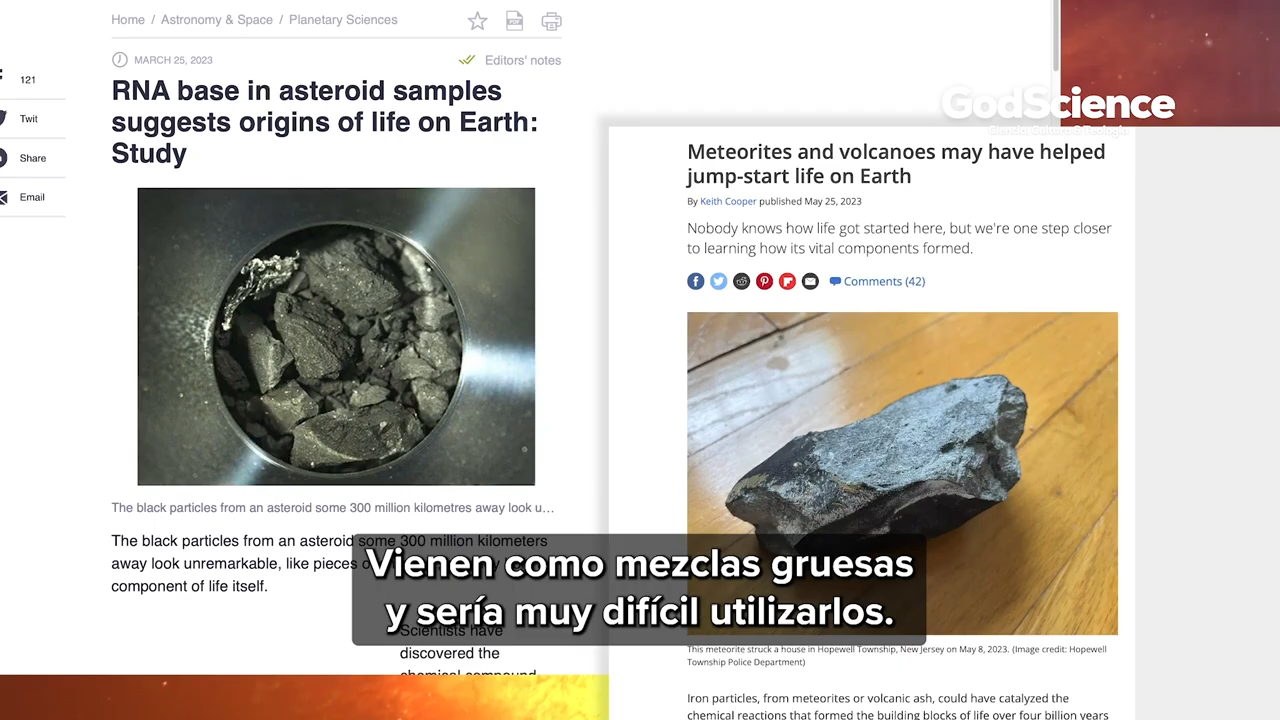 Home / Astronomy & Space / Planetary Sciences
MARCH 25, 2023
Editors' notes
121
Twit
Share
Email
RNA base in asteroid samples
suggests origins of life on Earth:
Study
The black particles from an asteroid some 300 million kilometres away look u…
The black particles from an asteroid some 300 million kilometers
away look unremarkable, like pieces o
component of life itself.
Scientists have
discovered the
chemical compound
GodScience
Ciencia, Cultura & Teología
Meteorites and volcanoes may have helped
jump-start life on Earth
By Keith Cooper published May 25, 2023
Nobody knows how life got started here, but we're one step closer
to learning how its vital components formed.
Comments (42)
This meteorite struck a house in Hopewell Township, New Jersey on May 8, 2023. (Image credit: Hopewell
Township Police Department)
Iron particles, from meteorites or volcanic ash, could have catalyzed the
chemical reactions that formed the building blocks of life over four billion years
Vienen como mezclas gruesas
y sería muy difícil utilizarlos.